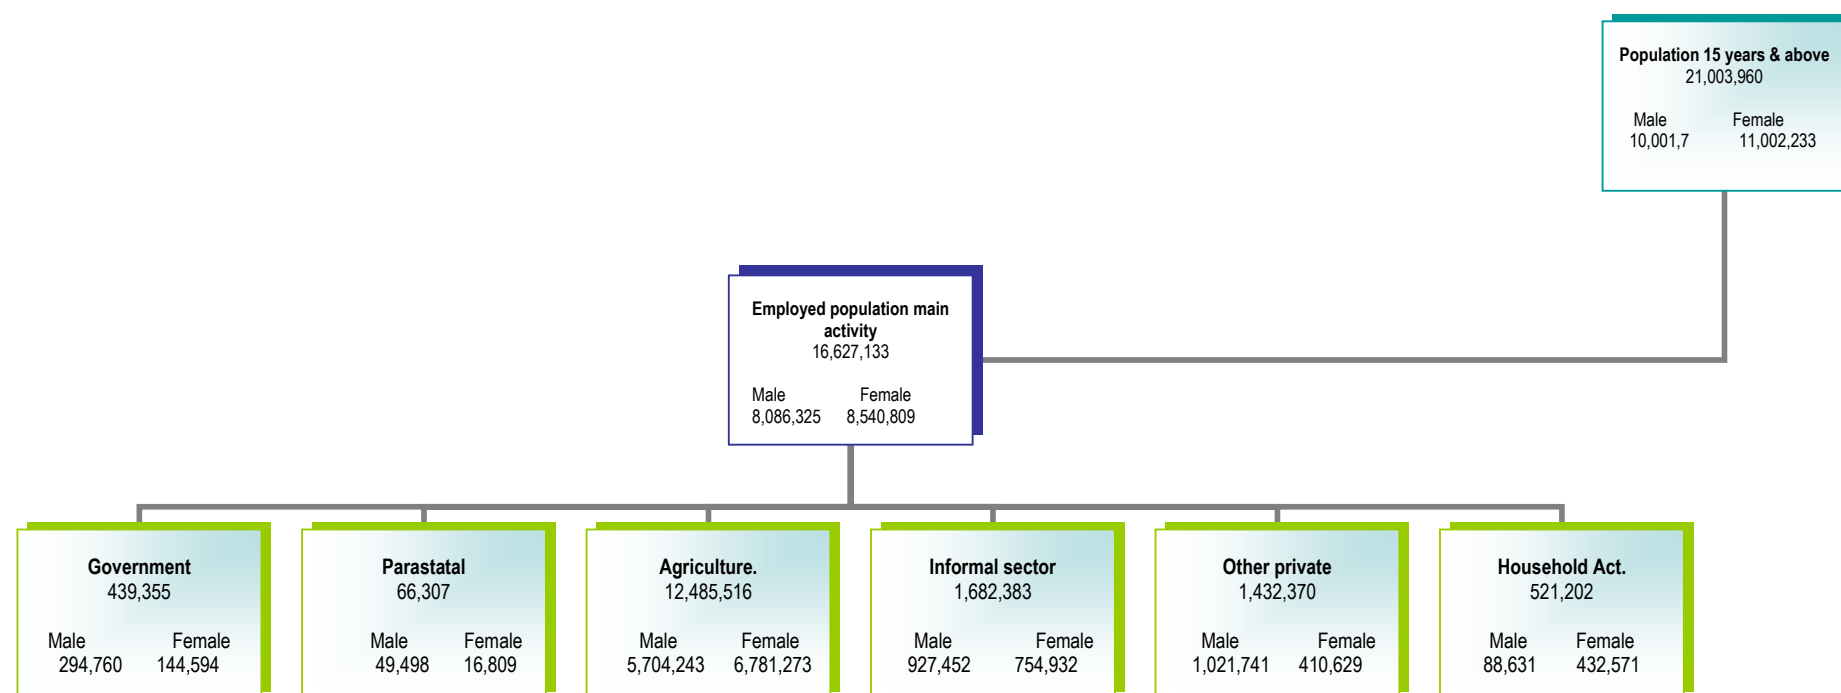 Population 15 years & above
21,003,960
Male Female
10,001,7 11,002,233
Employed population main
activity
16,627,133
Male Female
8,086,325 8,540,809
Government
439,355
Male Female
294,760 144,594
Parastatal
66,307
Male Female
49,498 16,809
Agriculture.
12,485,516
Male Female
5,704,243 6,781,273
Informal sector
1,682,383
Male Female
927,452 754,932
Other private
1,432,370
Male Female
1,021,741 410,629
Household Act.
521,202
Male Female
88,631 432,571